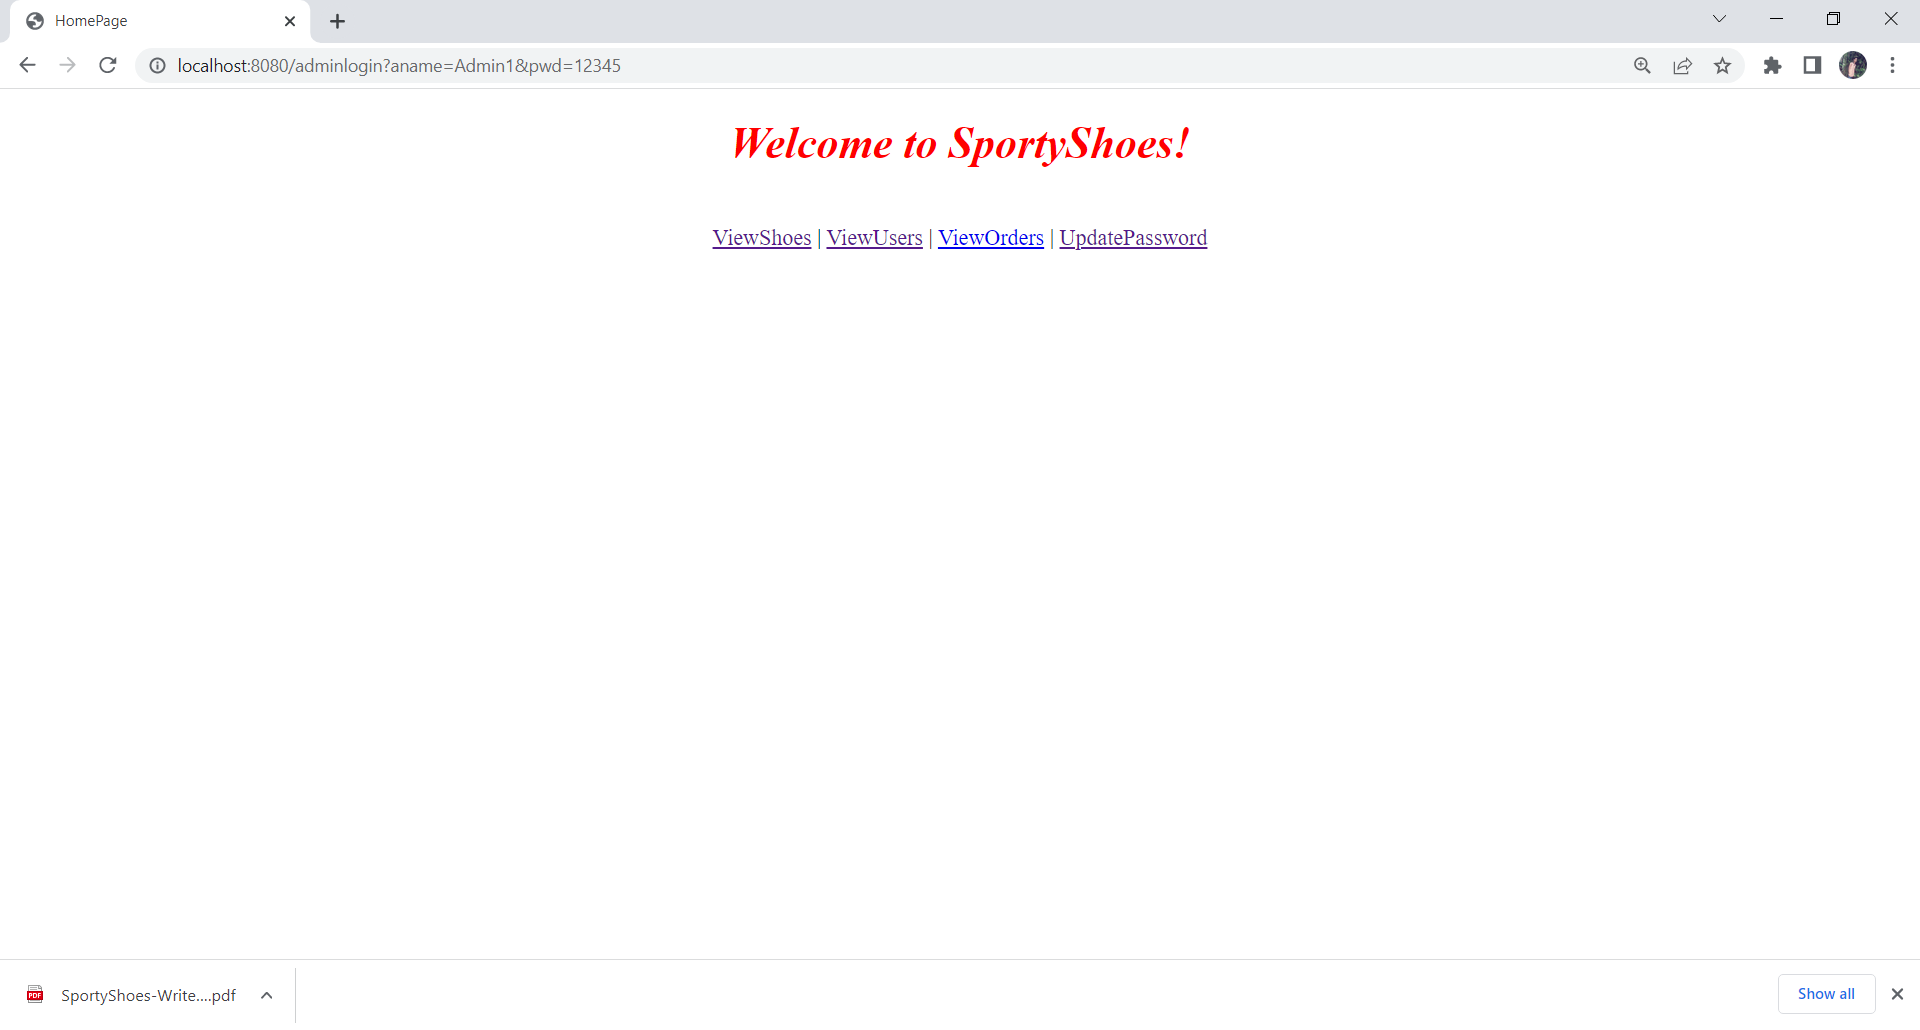 HomePage
localhost:8080/adminlogin?aname=Admin1&pwd=12345
Welcome to SportyShoes!
ViewShoes | ViewUsers | ViewOrders | UpdatePassword
SportyShoes-Write....pdf
Show all